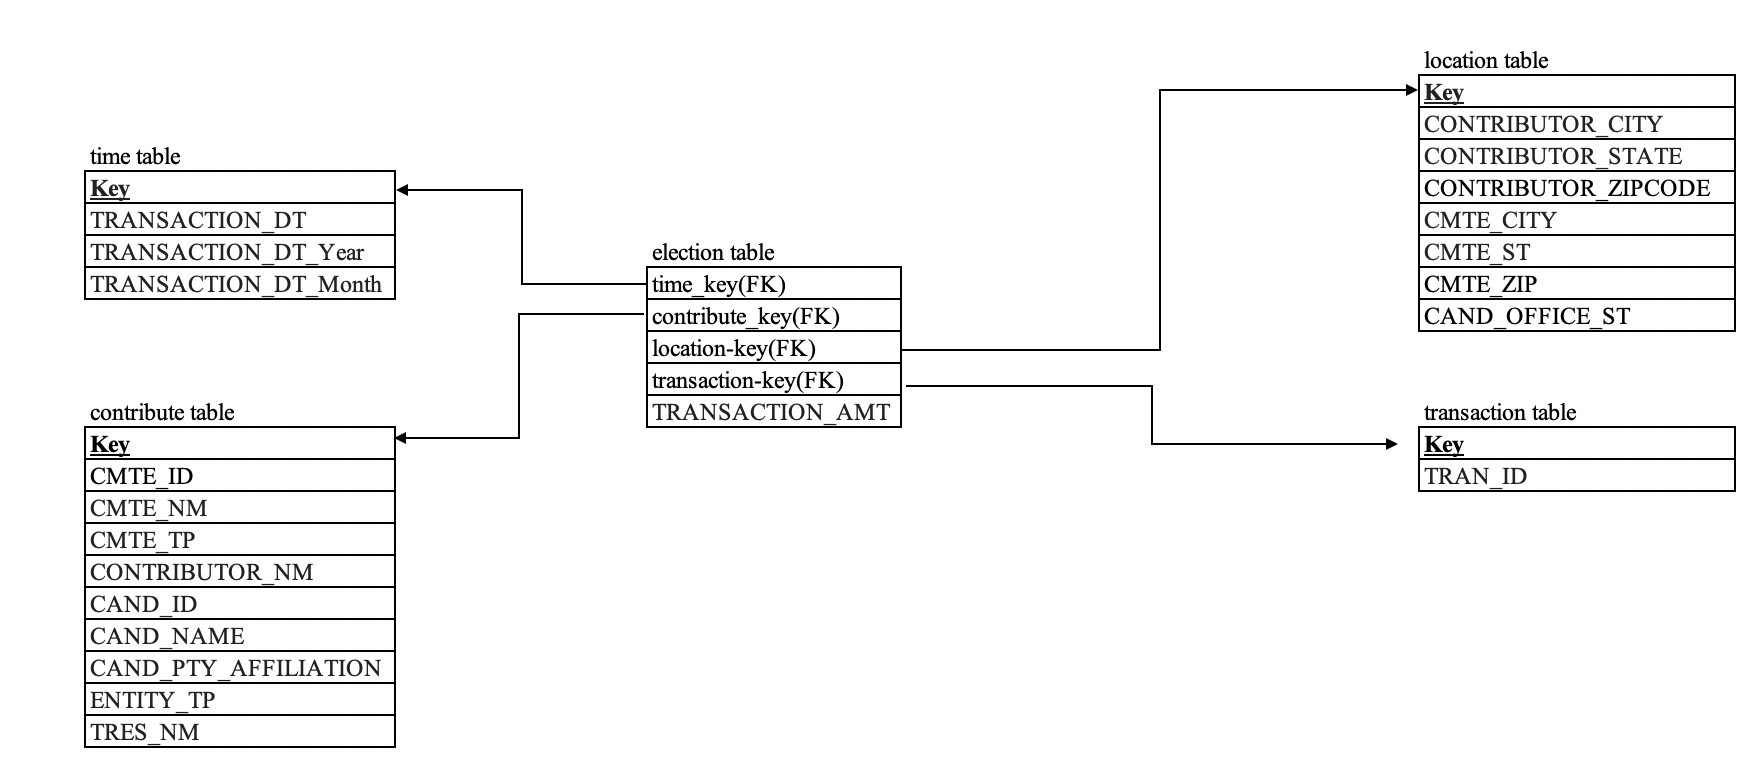 time table
Key
TRANSACTION_DT
TRANSACTION_DT_Year
TRANSACTION_DT_Month
contribute table
Key
CMTE_ID
CMTE_NM
CMTE_TP
CONTRIBUTOR_NM
CAND_ID
CAND_NAME
CAND_PTY_AFFILIATION
ENTITY_TP
TRES_NM
election table
time_key(FK)
contribute_key(FK)
location-key(FK)
transaction-key(FK)
TRANSACTION_AMT
location table
Key
CONTRIBUTOR_CITY
CONTRIBUTOR_STATE
CONTRIBUTOR_ZIPCODE
CMTE_CITY
CMTE_ST
CMTE_ZIP
CAND_OFFICE_ST
transaction table
Key
TRAN_ID